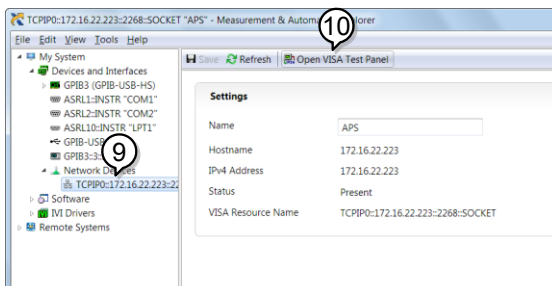 TCPIP0::172.16.22.223::2268::SOCKET "APS" - Measurement & Automation Explorer
10
File Edit View Tools Help
My System
Devices and Interfaces
GPIB3 (GPIB-USB-HS)
ASRL1::INSTR "COM1"
ASRL2::INSTR "COM2"
ASRL10::INSTR "LPT1"
GPIB-USB
GPIB3::3::
9
Network Devices
TCPIP0::172.16.22.223::22
Software
IVI Drivers
Remote Systems
Save Refresh Open VISA Test Panel
Settings
Name APS
Hostname 172.16.22.223
IPv4 Address 172.16.22.223
Status Present
VISA Resource Name TCPIP0::172.16.22.223::2268::SOCKET